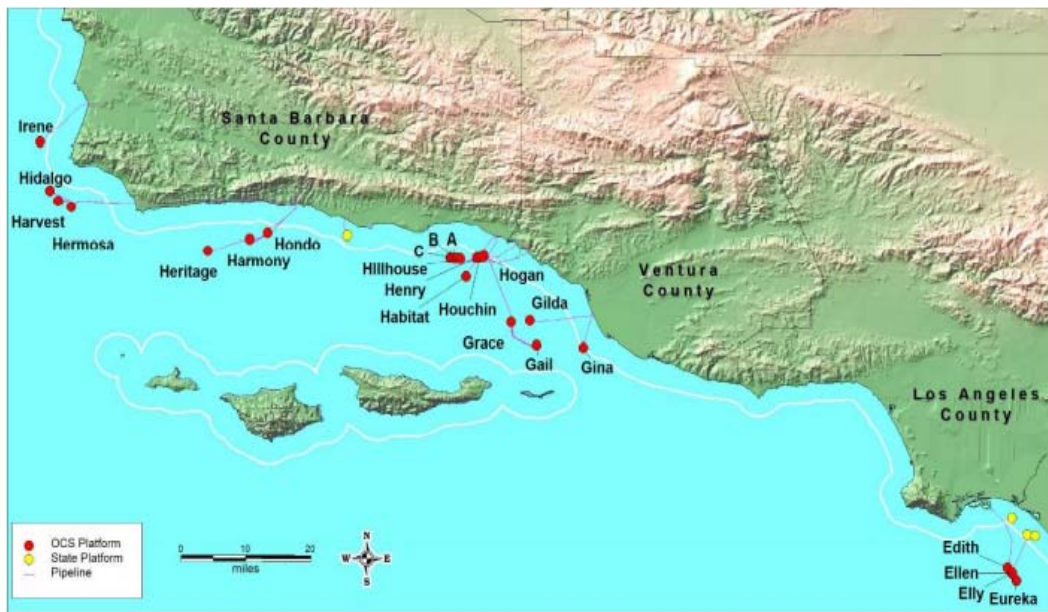 Santa Barbara
County
Irene
Hidalgo
Harvest
Hermosa
Heritage
Harmony
Hondo
B A
C
Hillhouse
Henry
Habitat
Houchin
Hogan
Gilda
Grace
Gail
Gina
Ventura
County
Los Angeles
County
Edith
Ellen
Elly
Eureka
OCS Platform
State Platform
Pipeline
0 10 20
miles
N
W E
S